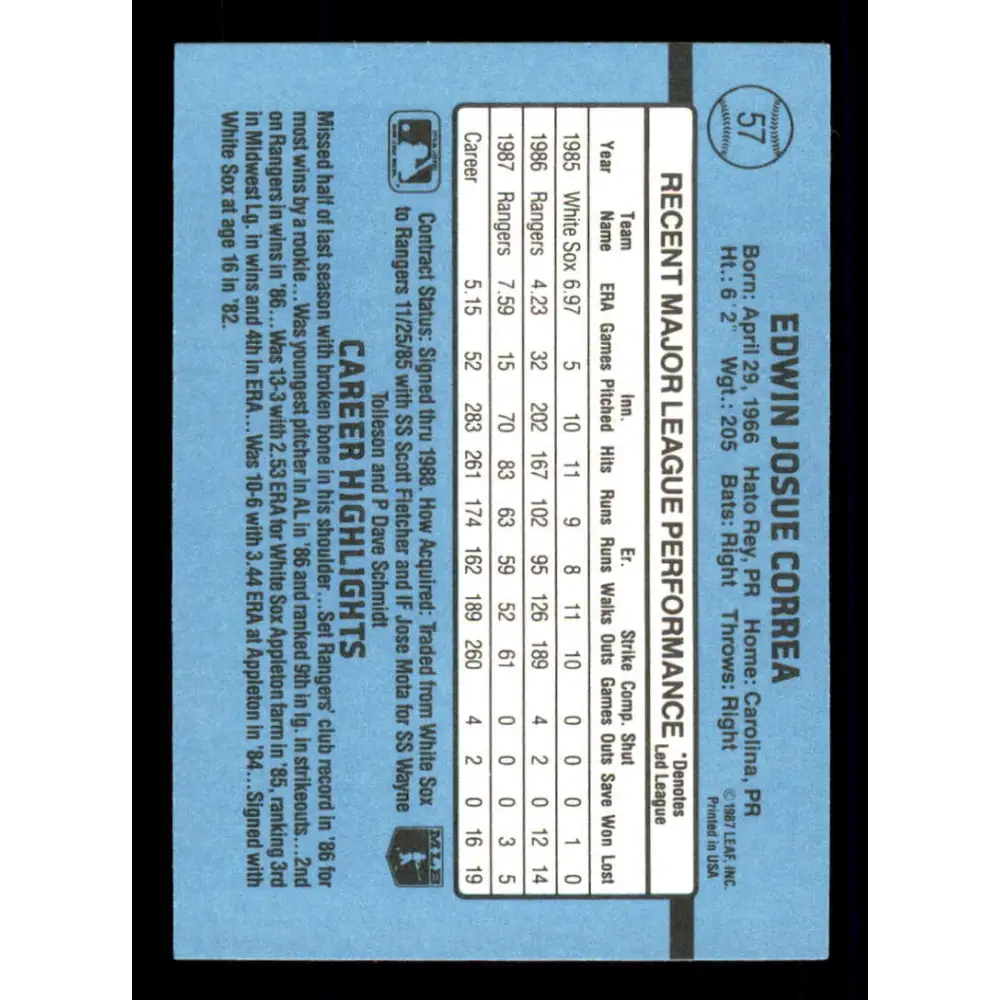 57
EDWIN JOSUE CORREA
Born: April 29, 1966 Hato Rey, PR Home: Carolina, PR
Ht.: 6'2" Wgt.: 205 Bats: Right Throws: Right
©1987 LEAF, INC.
Printed in USA
RECENT MAJOR LEAGUE PERFORMANCE *Denotes Led League
Team Inn. Er. Strike Comp. Shut
Year Name ERA Games Pitched Hits Runs Runs Walks Outs Games Outs Save Won Lost
1985 White Sox 6.97 5 10 11 9 8 11 10 0 0 0 1 0
1986 Rangers 4.23 32 202 167 102 95 126 189 4 2 0 12 14
1987 Rangers 7.59 15 70 83 63 59 52 61 0 0 0 3 5
Career 5.15 52 283 261 174 162 189 260 4 2 0 16 19
Contract Status: Signed thru 1988. How Acquired: Traded from White Sox
to Rangers 11/25/85 with SS Scott Fletcher and IF Jose Mota for SS Wayne
Tolleson and P Dave Schmidt
MLB
CAREER HIGHLIGHTS
Missed half of last season with broken bone in his shoulder...Set Rangers' club record in '86 for
most wins by a rookie...Was youngest pitcher in AL in '86 and ranked 9th in lg. in strikeouts...2nd
on Rangers in wins in '86...Was 13-3 with 2.53 ERA for White Sox Appleton farm in '85, ranking 3rd
in Midwest Lg. in wins and 4th in ERA...Was 10-6 with 3.44 ERA at Appleton in '84...Signed with
White Sox at age 16 in '82.